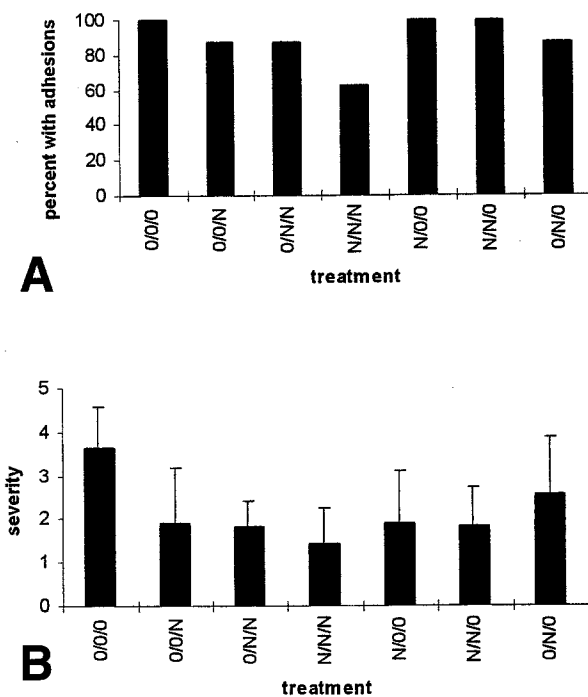 percent with adhesions
100
80
60
40
20
0
0/0/0
0/0/N
0/N/N
N/N/N
N/0/0
N/N/0
0/N/0
treatment
A
severity
5
4
3
2
1
0
0/0/0
0/0/N
0/N/N
N/N/N
N/0/0
N/N/0
0/N/0
treatment
B